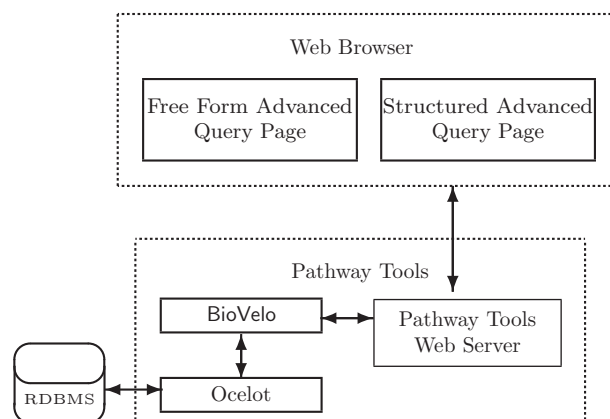 Web Browser
Free Form Advanced
Query Page
Structured Advanced
Query Page
Pathway Tools
BioVelo
Pathway Tools
Web Server
Ocelot
RDBMS